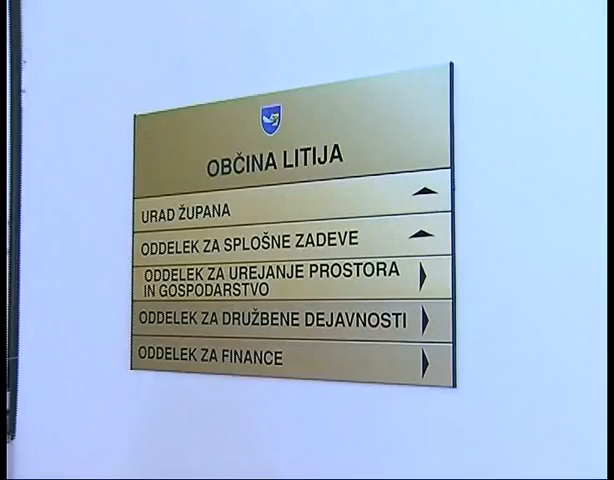 OBČINA LITIJA
URAD ŽUPANA
ODDELEK ZA SPLOŠNE ZADEVE
ODDELEK ZA UREJANJE PROSTORA
IN GOSPODARSTVO
ODDELEK ZA DRUŽBENE DEJAVNOSTI
ODDELEK ZA FINANCE